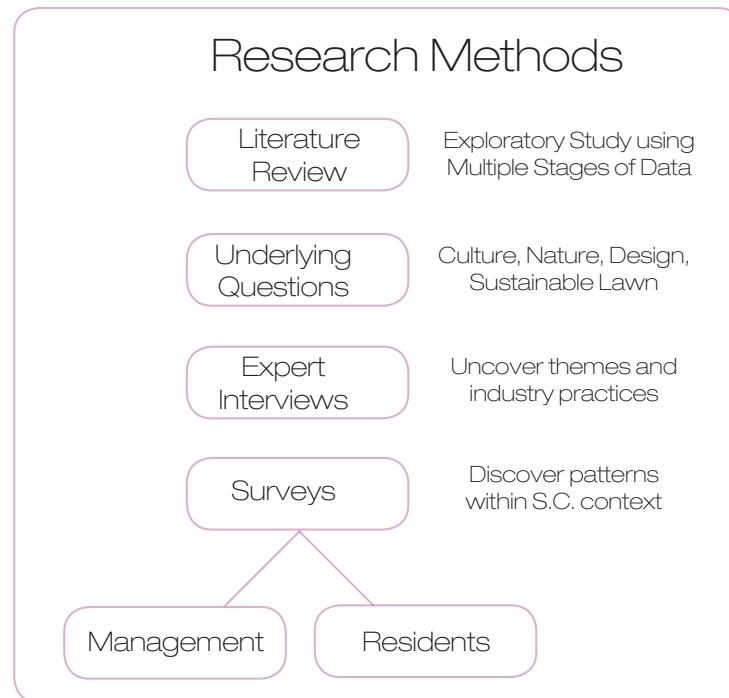 Research Methods
Literature
Review
Exploratory Study using
Multiple Stages of Data
Underlying
Questions
Culture, Nature, Design,
Sustainable Lawn
Expert
Interviews
Uncover themes and
industry practices
Surveys
Discover patterns
within S.C. context
Management
Residents